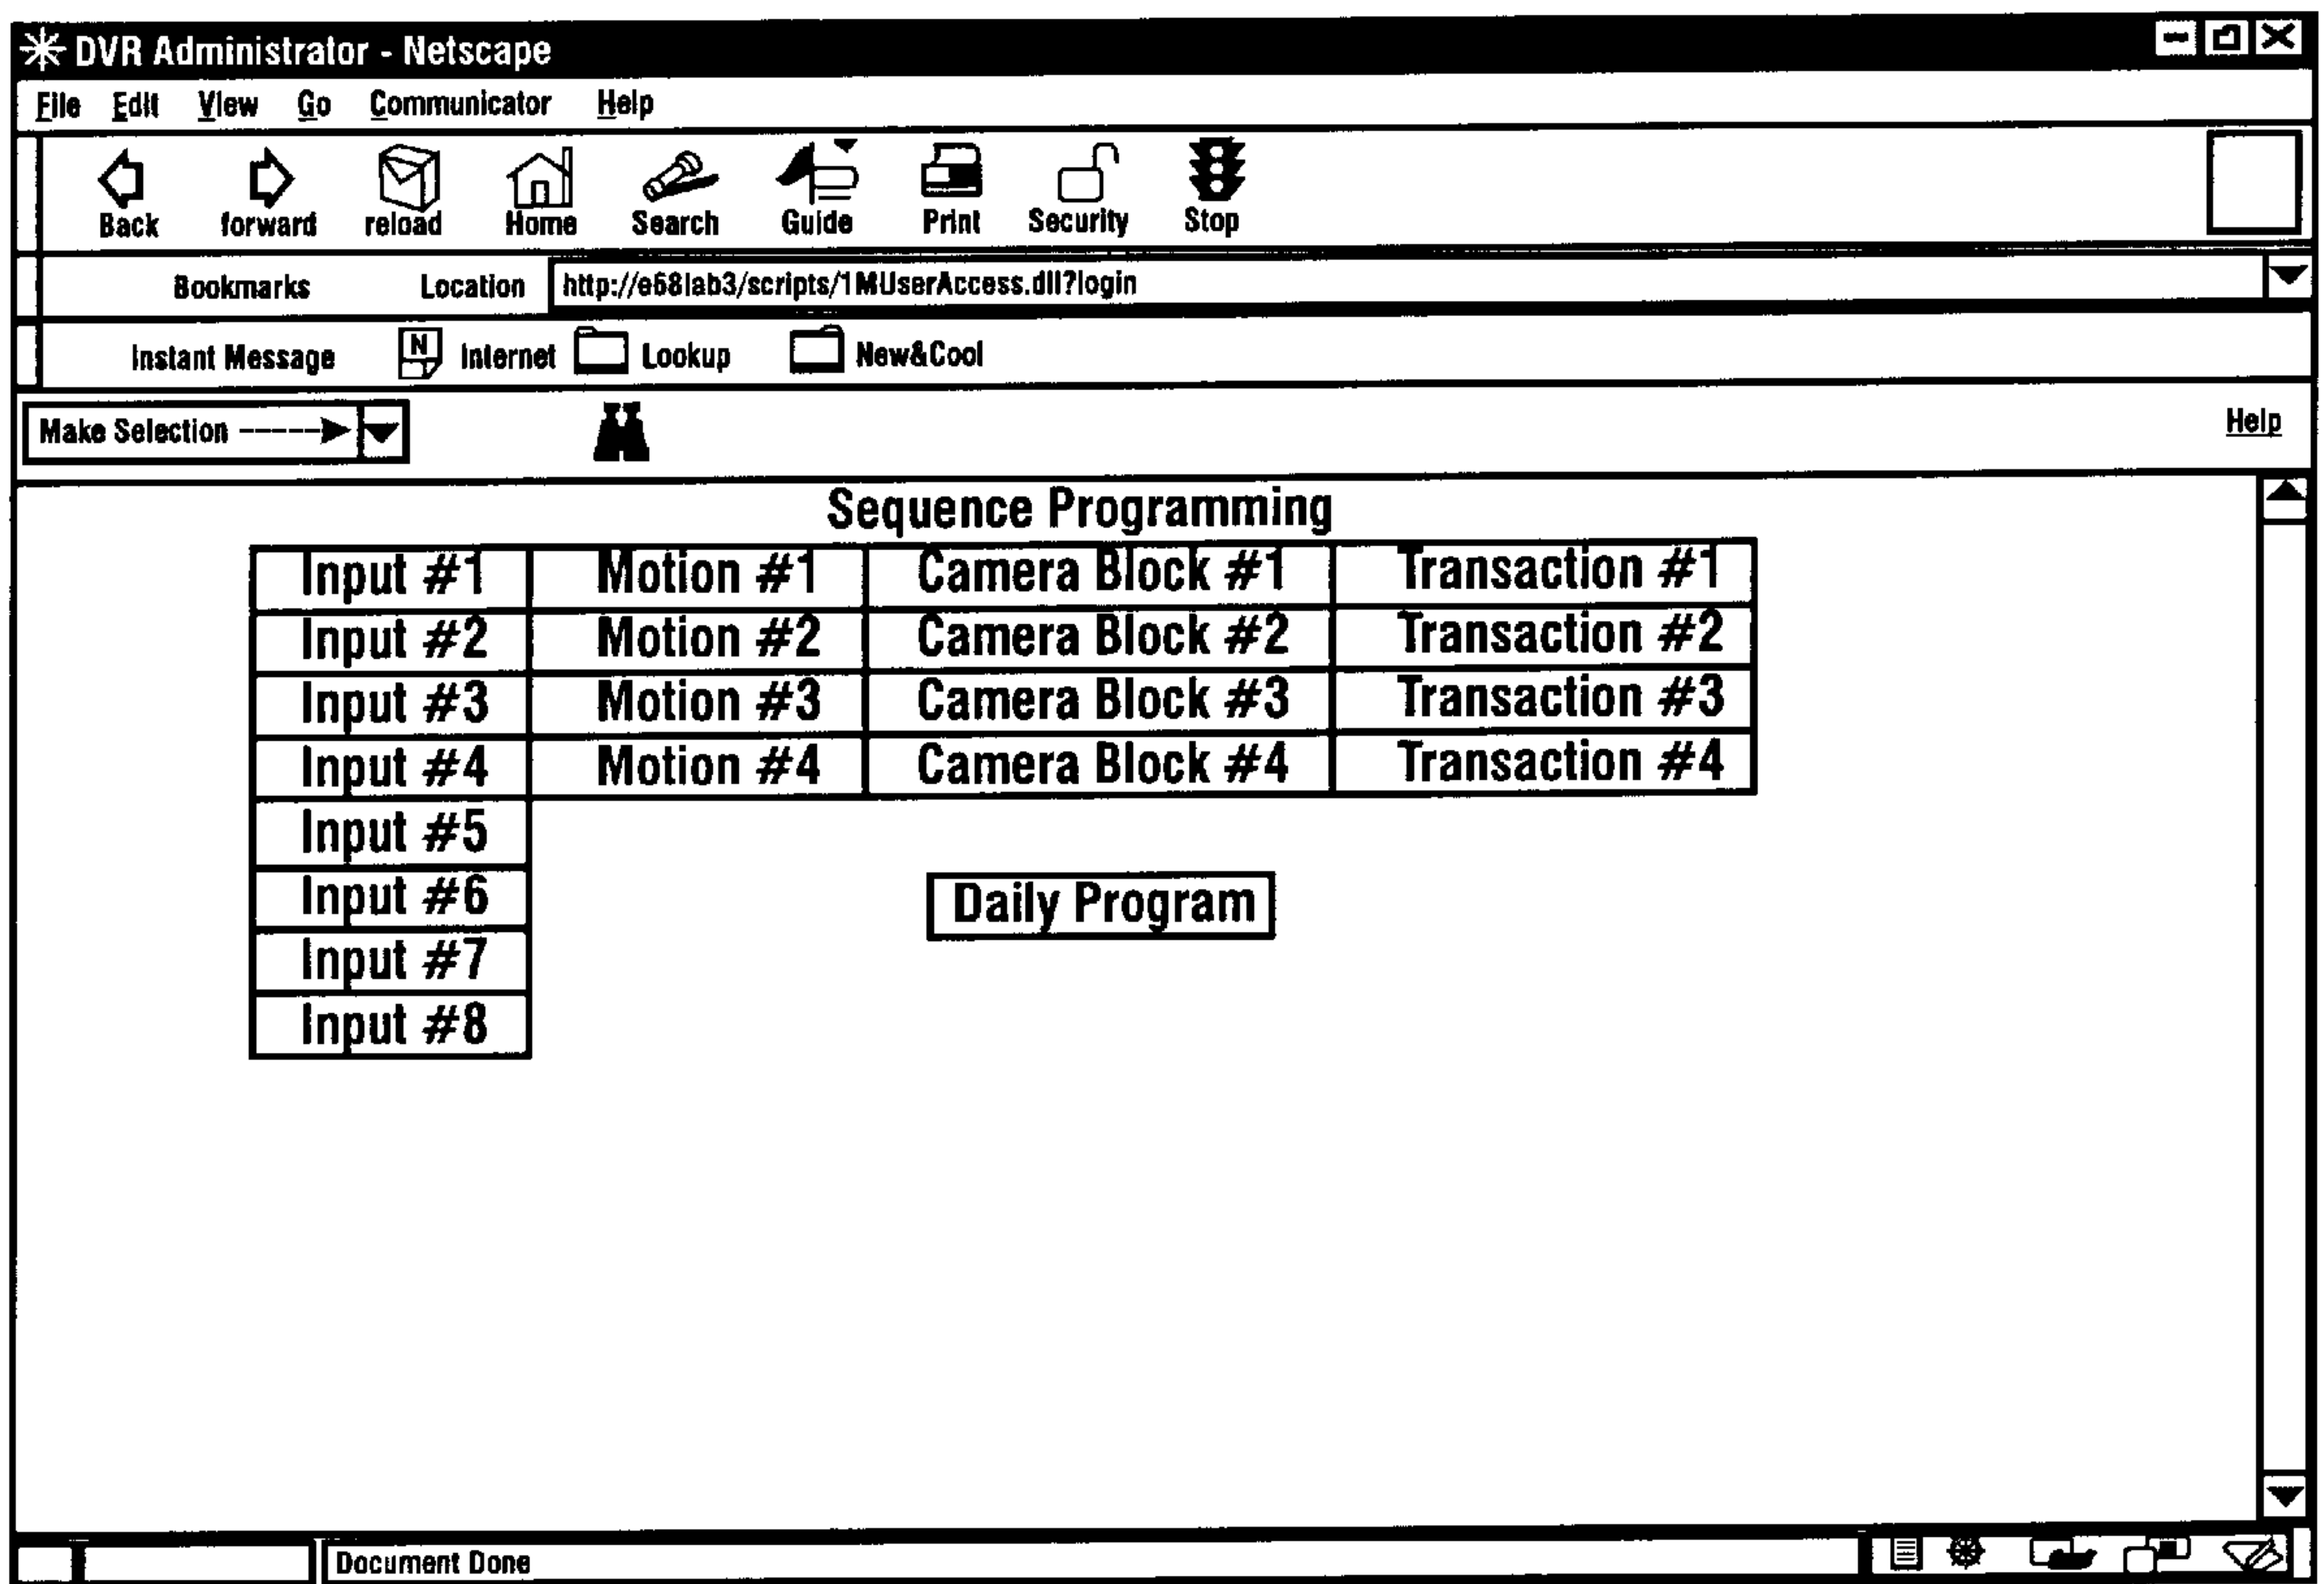 DVR Administrator - Netscape
File Edit View Go Communicator Help
Back forward reload Home Search Guide Print Security Stop
Bookmarks Location http://e68lab3/scripts/1MUserAccess.dll?login
Instant Message N Internet Lookup New&Cool
Make Selection -----> Help
Sequence Programming
Input #1 Motion #1 Camera Block #1 Transaction #1
Input #2 Motion #2 Camera Block #2 Transaction #2
Input #3 Motion #3 Camera Block #3 Transaction #3
Input #4 Motion #4 Camera Block #4 Transaction #4
Input #5
Input #6
Daily Program
Input #7
Input #8
Document Done